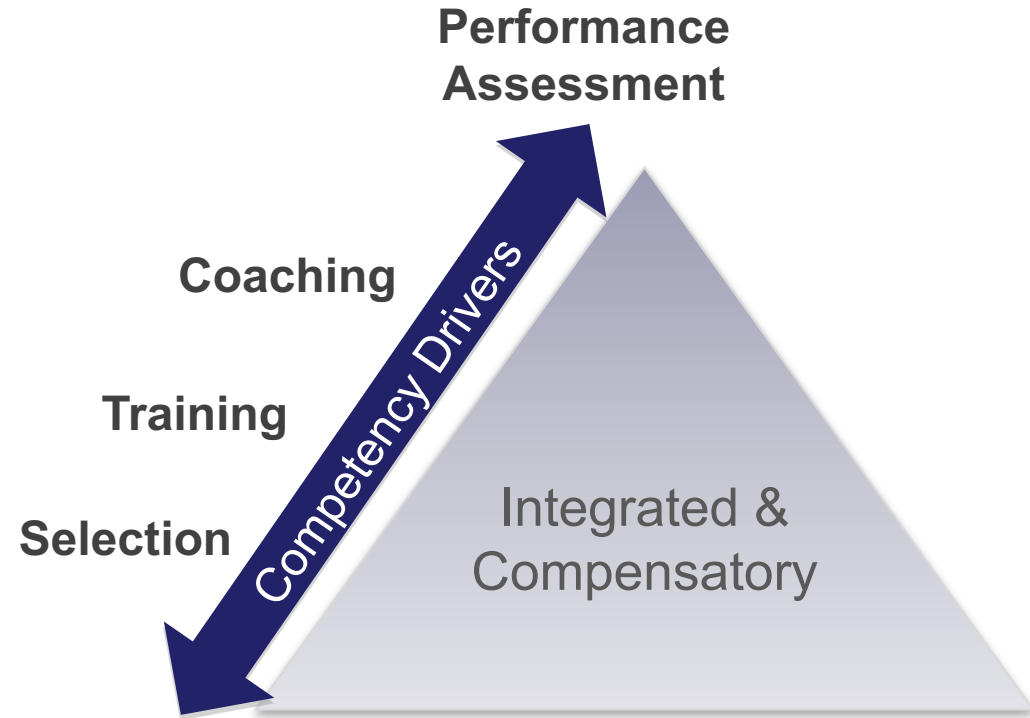 Performance
Assessment
Coaching
Competency Drivers
Training
Selection
Integrated &
Compensatory